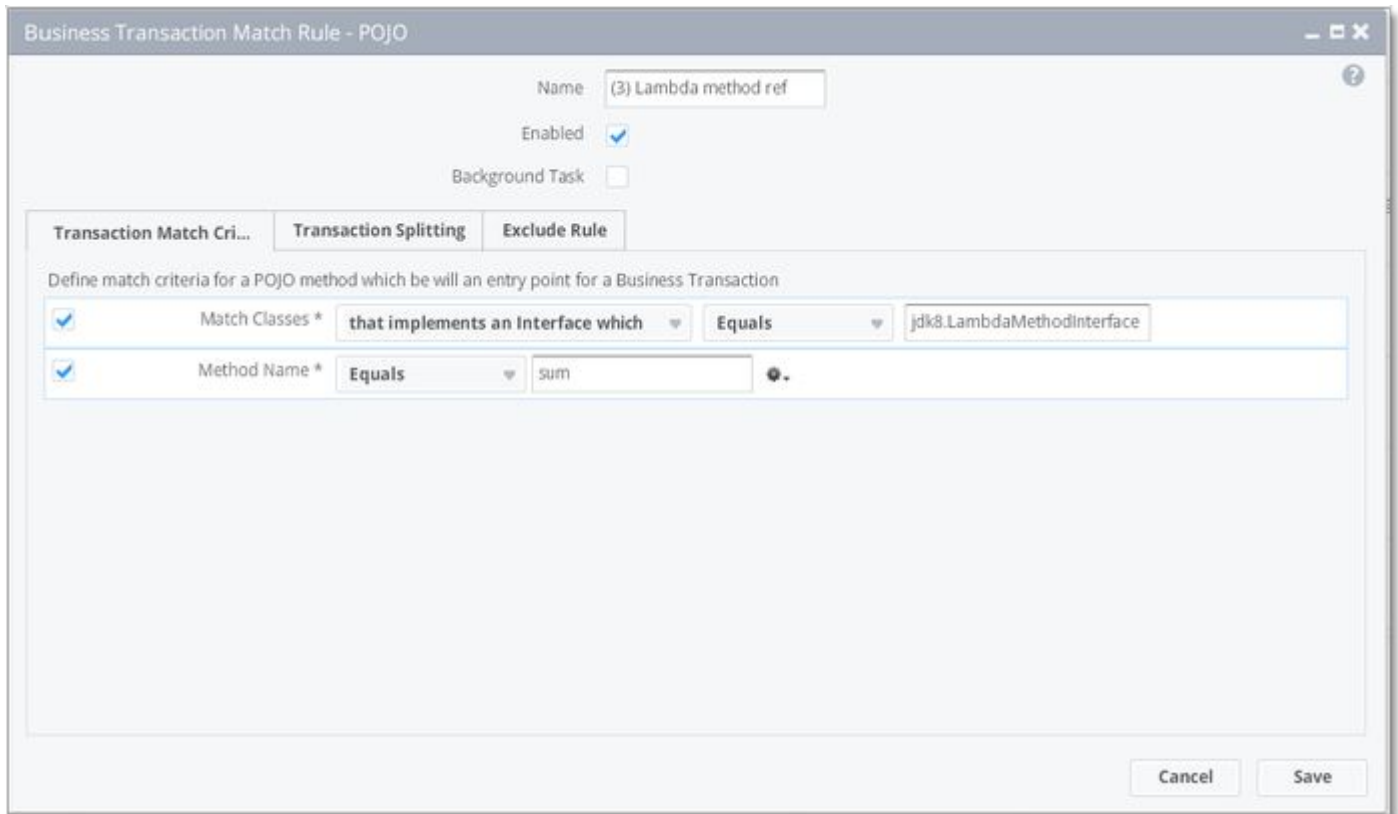 Business Transaction Match Rule - POJO
Name (3) Lambda method ref
Enabled
Background Task
Transaction Match Cri... Transaction Splitting Exclude Rule
Define match criteria for a POJO method which be will an entry point for a Business Transaction
Match Classes * that implements an Interface which Equals jdk8.LambdaMethodInterface
Method Name * Equals sum
Cancel Save